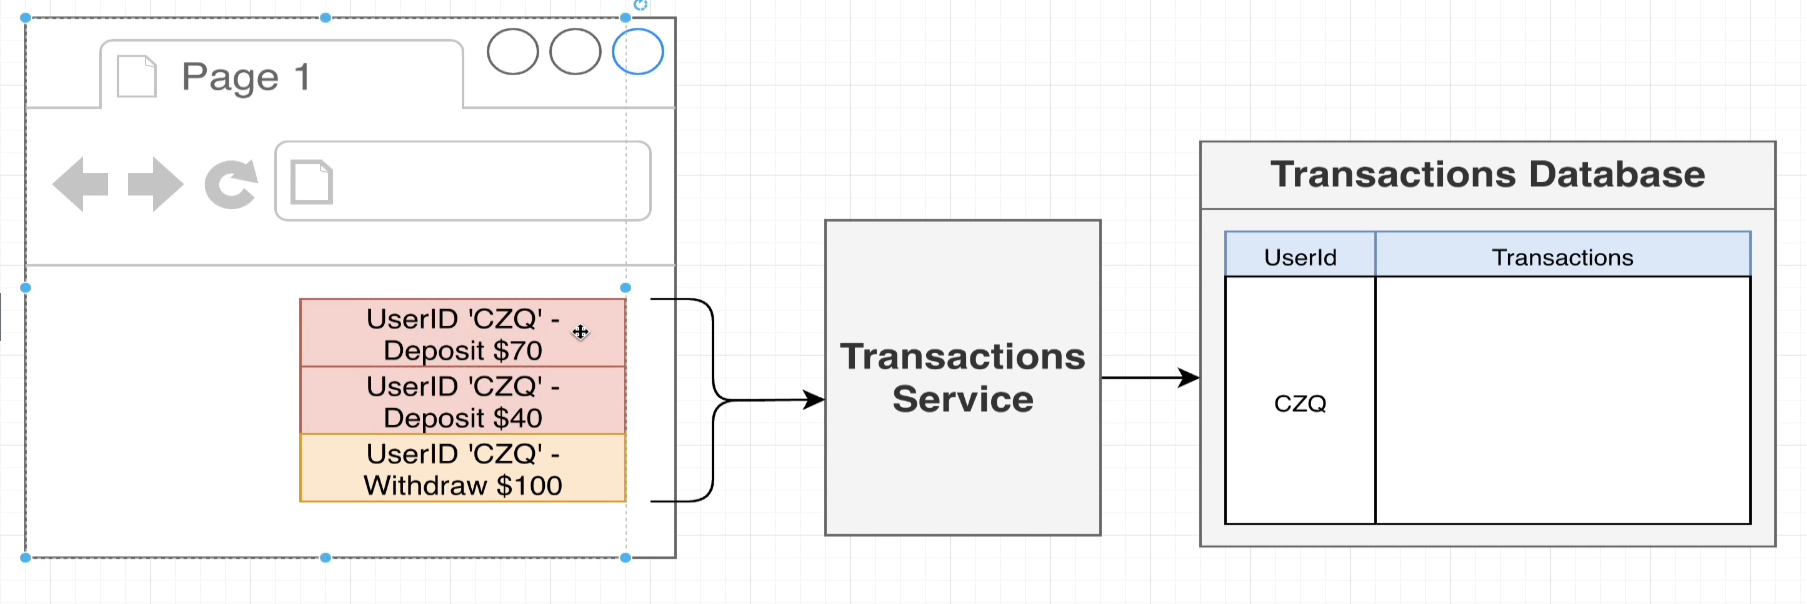 Page 1
UserID 'CZQ' -
Deposit $70
UserID 'CZQ' -
Deposit $40
UserID 'CZQ' -
Withdraw $100
Transactions
Service
Transactions Database
UserId
Transactions
CZQ